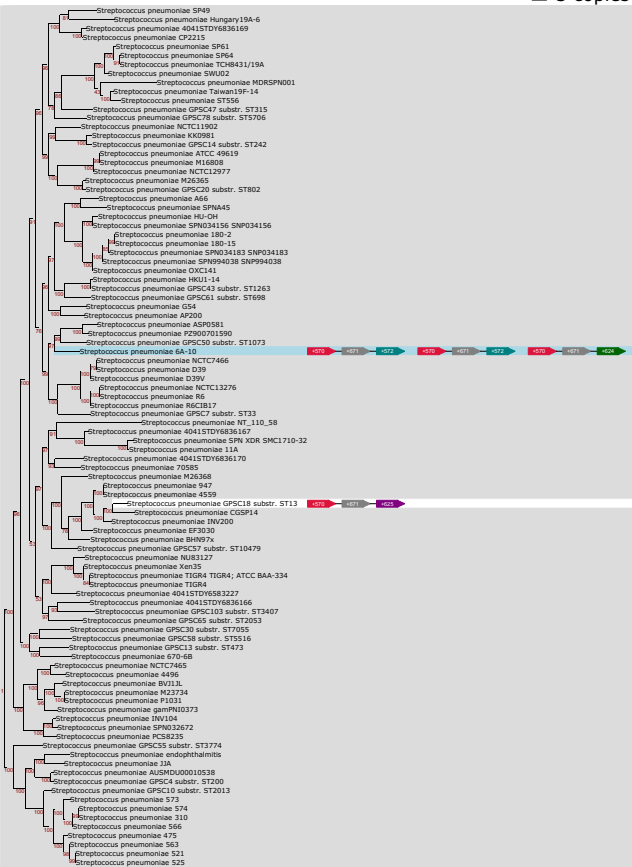 3 copies
Streptococcus pneumoniae SP49
Streptococcus pneumoniae Hungary19A-6
Streptococcus pneumoniae 4041STDY6836169
Streptococcus pneumoniae CP2215
Streptococcus pneumoniae SP61
Streptococcus pneumoniae SP64
Streptococcus pneumoniae TCH8431/19A
Streptococcus pneumoniae SWU02
Streptococcus pneumoniae MDRSPN001
Streptococcus pneumoniae Taiwan19F-14
Streptococcus pneumoniae ST556
Streptococcus pneumoniae GPSC47 substr. ST315
Streptococcus pneumoniae GPSC78 substr. ST5706
Streptococcus pneumoniae NCTC11902
Streptococcus pneumoniae KK0981
Streptococcus pneumoniae GPSC14 substr. ST242
Streptococcus pneumoniae ATCC 49619
Streptococcus pneumoniae M16808
Streptococcus pneumoniae NCTC12977
Streptococcus pneumoniae M26365
Streptococcus pneumoniae GPSC20 substr. ST802
Streptococcus pneumoniae A66
Streptococcus pneumoniae SPNA45
Streptococcus pneumoniae HU-OH
Streptococcus pneumoniae SPN034156 SPN034156
Streptococcus pneumoniae 180-2
Streptococcus pneumoniae 180-15
Streptococcus pneumoniae SPN034183 SNP034183
Streptococcus pneumoniae SPN994038 SNP994038
Streptococcus pneumoniae OXC141
Streptococcus pneumoniae HKU1-14
Streptococcus pneumoniae GPSC43 substr. ST1263
Streptococcus pneumoniae GPSC61 substr. ST698
Streptococcus pneumoniae G54
Streptococcus pneumoniae AP200
Streptococcus pneumoniae ASP0581
Streptococcus pneumoniae PZ900701590
Streptococcus pneumoniae GPSC50 substr. ST1073
Streptococcus pneumoniae 6A-10 +570 +671 +572 +570 +671 +572 +570 +671 +624
Streptococcus pneumoniae NCTC7466
Streptococcus pneumoniae D39
Streptococcus pneumoniae D39V
Streptococcus pneumoniae NCTC13276
Streptococcus pneumoniae R6
Streptococcus pneumoniae R6CIB17
Streptococcus pneumoniae GPSC7 substr. ST33
Streptococcus pneumoniae NT_110_58
Streptococcus pneumoniae 4041STDY6836167
Streptococcus pneumoniae SPN XDR SMC1710-32
Streptococcus pneumoniae 11A
Streptococcus pneumoniae 4041STDY6836170
Streptococcus pneumoniae 70585
Streptococcus pneumoniae M26368
Streptococcus pneumoniae 947
Streptococcus pneumoniae 4559
Streptococcus pneumoniae GPSC18 substr. ST13 +570 +671 +625
Streptococcus pneumoniae CGSP14
Streptococcus pneumoniae INV200
Streptococcus pneumoniae EF3030
Streptococcus pneumoniae BHN97x
Streptococcus pneumoniae GPSC57 substr. ST10479
Streptococcus pneumoniae NU83127
Streptococcus pneumoniae Xen35
Streptococcus pneumoniae TIGR4 TIGR4; ATCC BAA-334
Streptococcus pneumoniae TIGR4
Streptococcus pneumoniae 4041STDY6583227
Streptococcus pneumoniae 4041STDY6836166
Streptococcus pneumoniae GPSC103 substr. ST3407
Streptococcus pneumoniae GPSC65 substr. ST2053
Streptococcus pneumoniae GPSC30 substr. ST7055
Streptococcus pneumoniae GPSC58 substr. ST5516
Streptococcus pneumoniae GPSC13 substr. ST473
Streptococcus pneumoniae 670-6B
Streptococcus pneumoniae NCTC7465
Streptococcus pneumoniae 4496
Streptococcus pneumoniae BVJ1JL
Streptococcus pneumoniae M23734
Streptococcus pneumoniae P1031
Streptococcus pneumoniae gamPNI0373
Streptococcus pneumoniae INV104
Streptococcus pneumoniae SPN032672
Streptococcus pneumoniae PCS8235
Streptococcus pneumoniae GPSC55 substr. ST3774
Streptococcus pneumoniae endophthalmitis
Streptococcus pneumoniae JJA
Streptococcus pneumoniae AUSMDU00010538
Streptococcus pneumoniae GPSC4 substr. ST200
Streptococcus pneumoniae GPSC10 substr. ST2013
Streptococcus pneumoniae 573
Streptococcus pneumoniae 574
Streptococcus pneumoniae 310
Streptococcus pneumoniae 566
Streptococcus pneumoniae 475
Streptococcus pneumoniae 563
Streptococcus pneumoniae 521
Streptococcus pneumoniae 525